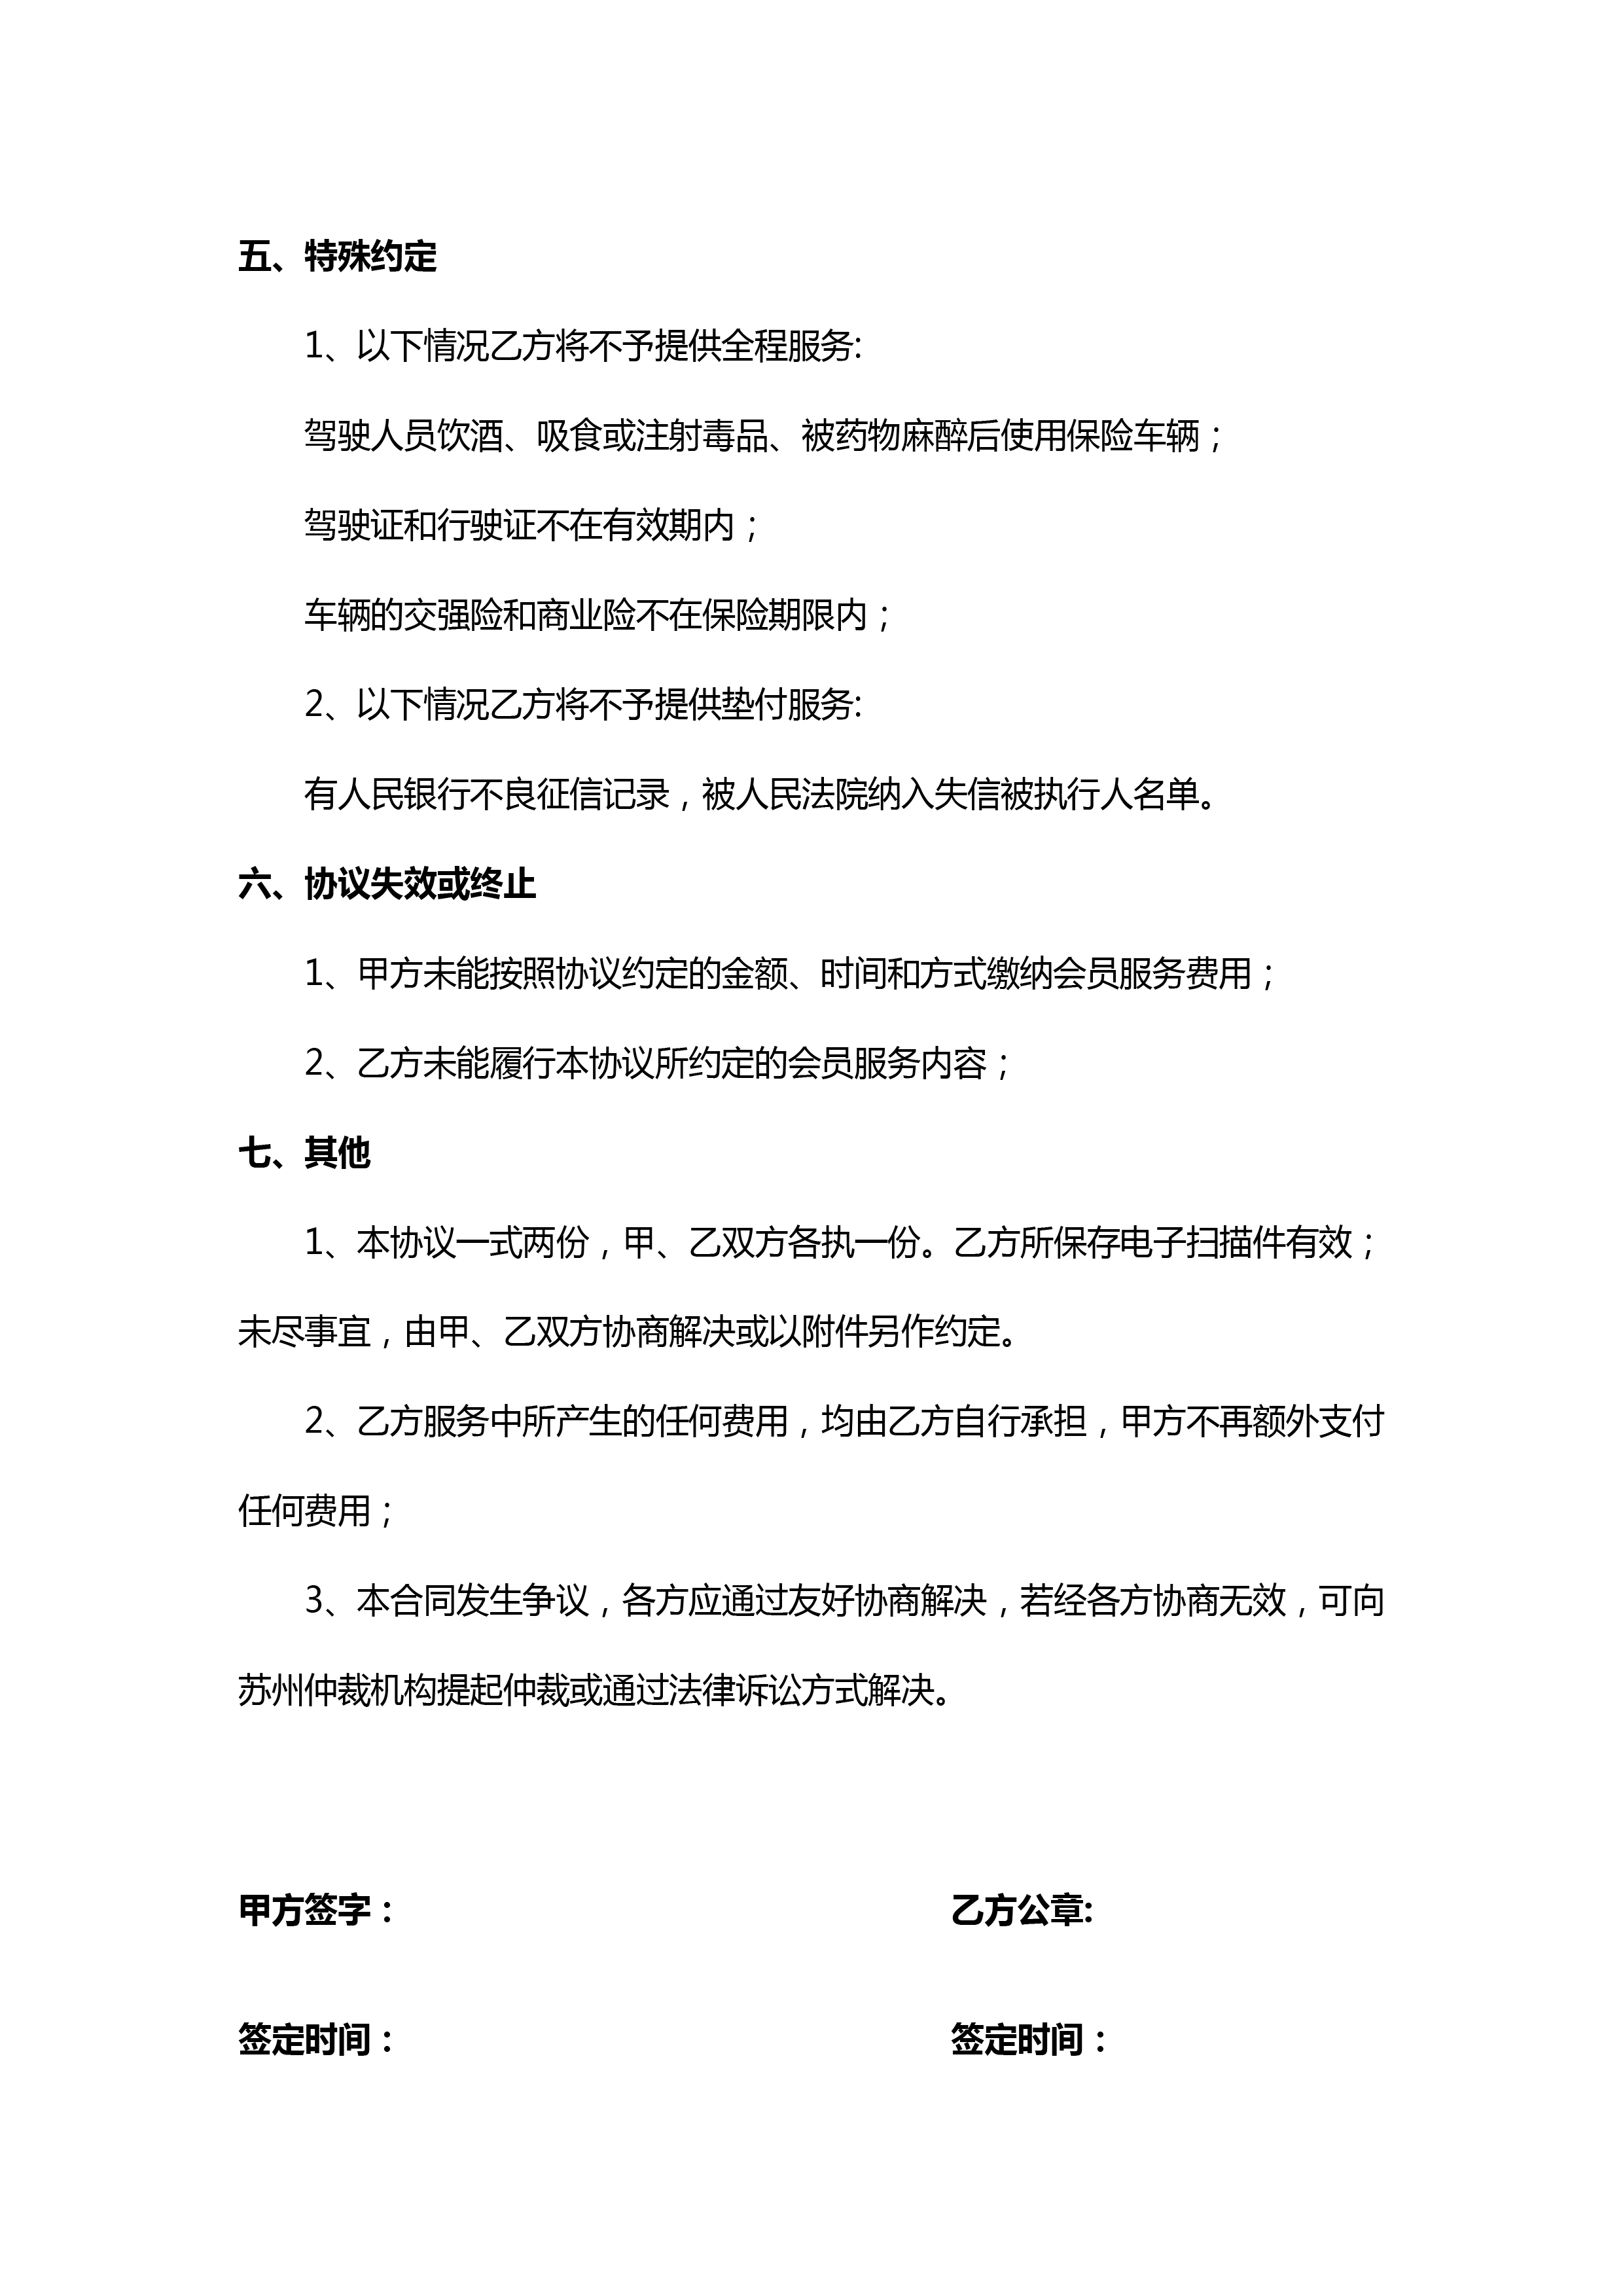 五、特殊约定
1、以下情况乙方将不予提供全程服务:
驾驶人员饮酒、吸食或注射毒品、被药物麻醉后使用保险车辆；
驾驶证和行驶证不在有效期内；
车辆的交强险和商业险不在保险期限内；
2、以下情况乙方将不予提供垫付服务:
有人民银行不良征信记录，被人民法院纳入失信被执行人名单。
六、协议失效或终止
1、甲方未能按照协议约定的金额、时间和方式缴纳会员服务费用；
2、乙方未能履行本协议所约定的会员服务内容；
七、其他
1、本协议一式两份，甲、乙双方各执一份。乙方所保存电子扫描件有效；
未尽事宜，由甲、乙双方协商解决或以附件另作约定。
2、乙方服务中所产生的任何费用，均由乙方自行承担，甲方不再额外支付
任何费用；
3、本合同发生争议，各方应通过友好协商解决，若经各方协商无效，可向
苏州仲裁机构提起仲裁或通过法律诉讼方式解决。
甲方签字： 乙方公章:
签定时间： 签定时间：